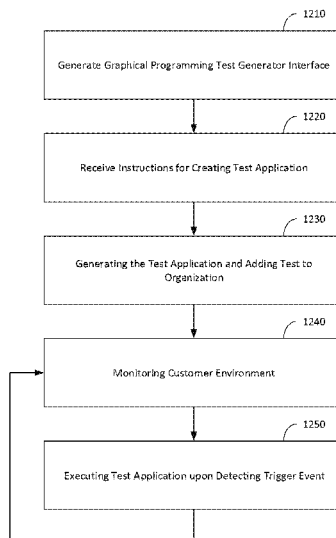 1210
Generate Graphical Programming Test Generator Interface
1220
Receive Instructions for Creating Test Application
1230
Generating the Test Application and Adding Test to
Organization
1240
Monitoring Customer Environment
1250
Executing Test Application upon Detecting Trigger Event